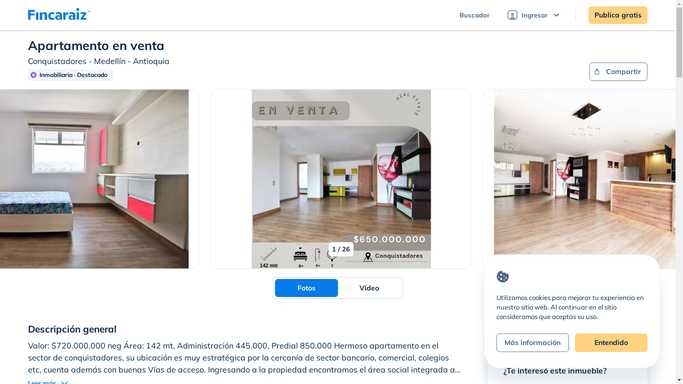 Fincaraíz
Buscador
Ingresar
Publica gratis
Apartamento en venta
Conquistadores - Medellín - Antioquia
Inmobiliaria - Destacado
Compartir
EN VENTA
REAL ESTATE
$650.000.000
1 / 26
142 mts
Conquistadores
Fotos
Video
Descripción general
Valor: $720.000.000 neg Área: 142 mt, Administración 445.000, Predial 850.000 Hermoso apartamento en el
sector de conquistadores, su ubicación es muy estratégica por la cercanía de sector bancario, comercial, colegios
etc, cuenta además con buenas Vías de acceso. Ingresando a la propiedad encontramos el área social integrada a...
Leer más
Utilizamos cookies para mejorar tu experiencia en
nuestro sitio web. Al continuar en el sitio
consideramos que aceptas su uso.
Más información
Entendido
¿Te interesó este inmueble?